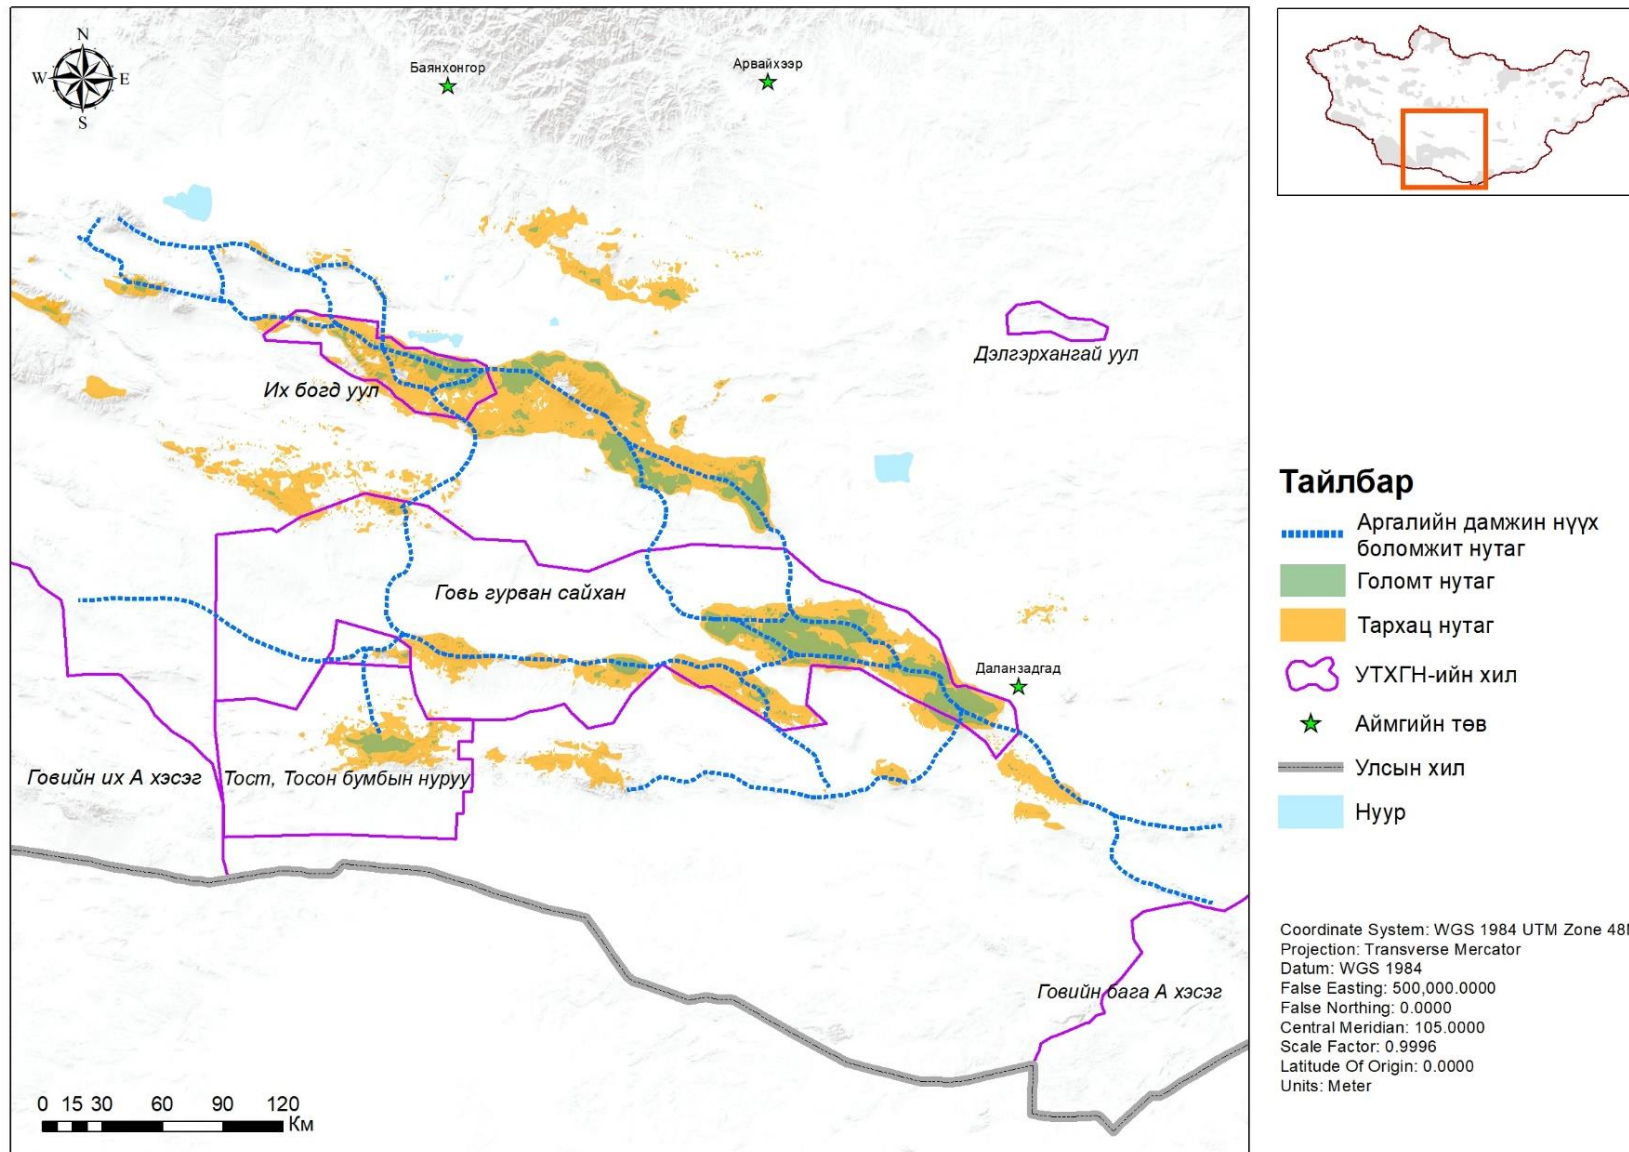 N
W
E
S
Баянхонгор
Арвайхээр
Дэлгэрхангай уул
Их богд уул
Говь гурван сайхан
Даланзадгад
Говийн их А хэсэг
Тост, Тосон бумбын нуруу
Говийн бага А хэсэг
0 15 30 60 90 120
Км
Тайлбар
Аргалийн дамжин нүүх
боломжит нутаг
Голомт нутаг
Тархац нутаг
УТХГН-ийн хил
Аймгийн төв
Улсын хил
Нуур
Coordinate System: WGS 1984 UTM Zone 48
Projection: Transverse Mercator
Datum: WGS 1984
False Easting: 500,000.0000
False Northing: 0.0000
Central Meridian: 105.0000
Scale Factor: 0.9996
Latitude Of Origin: 0.0000
Units: Meter